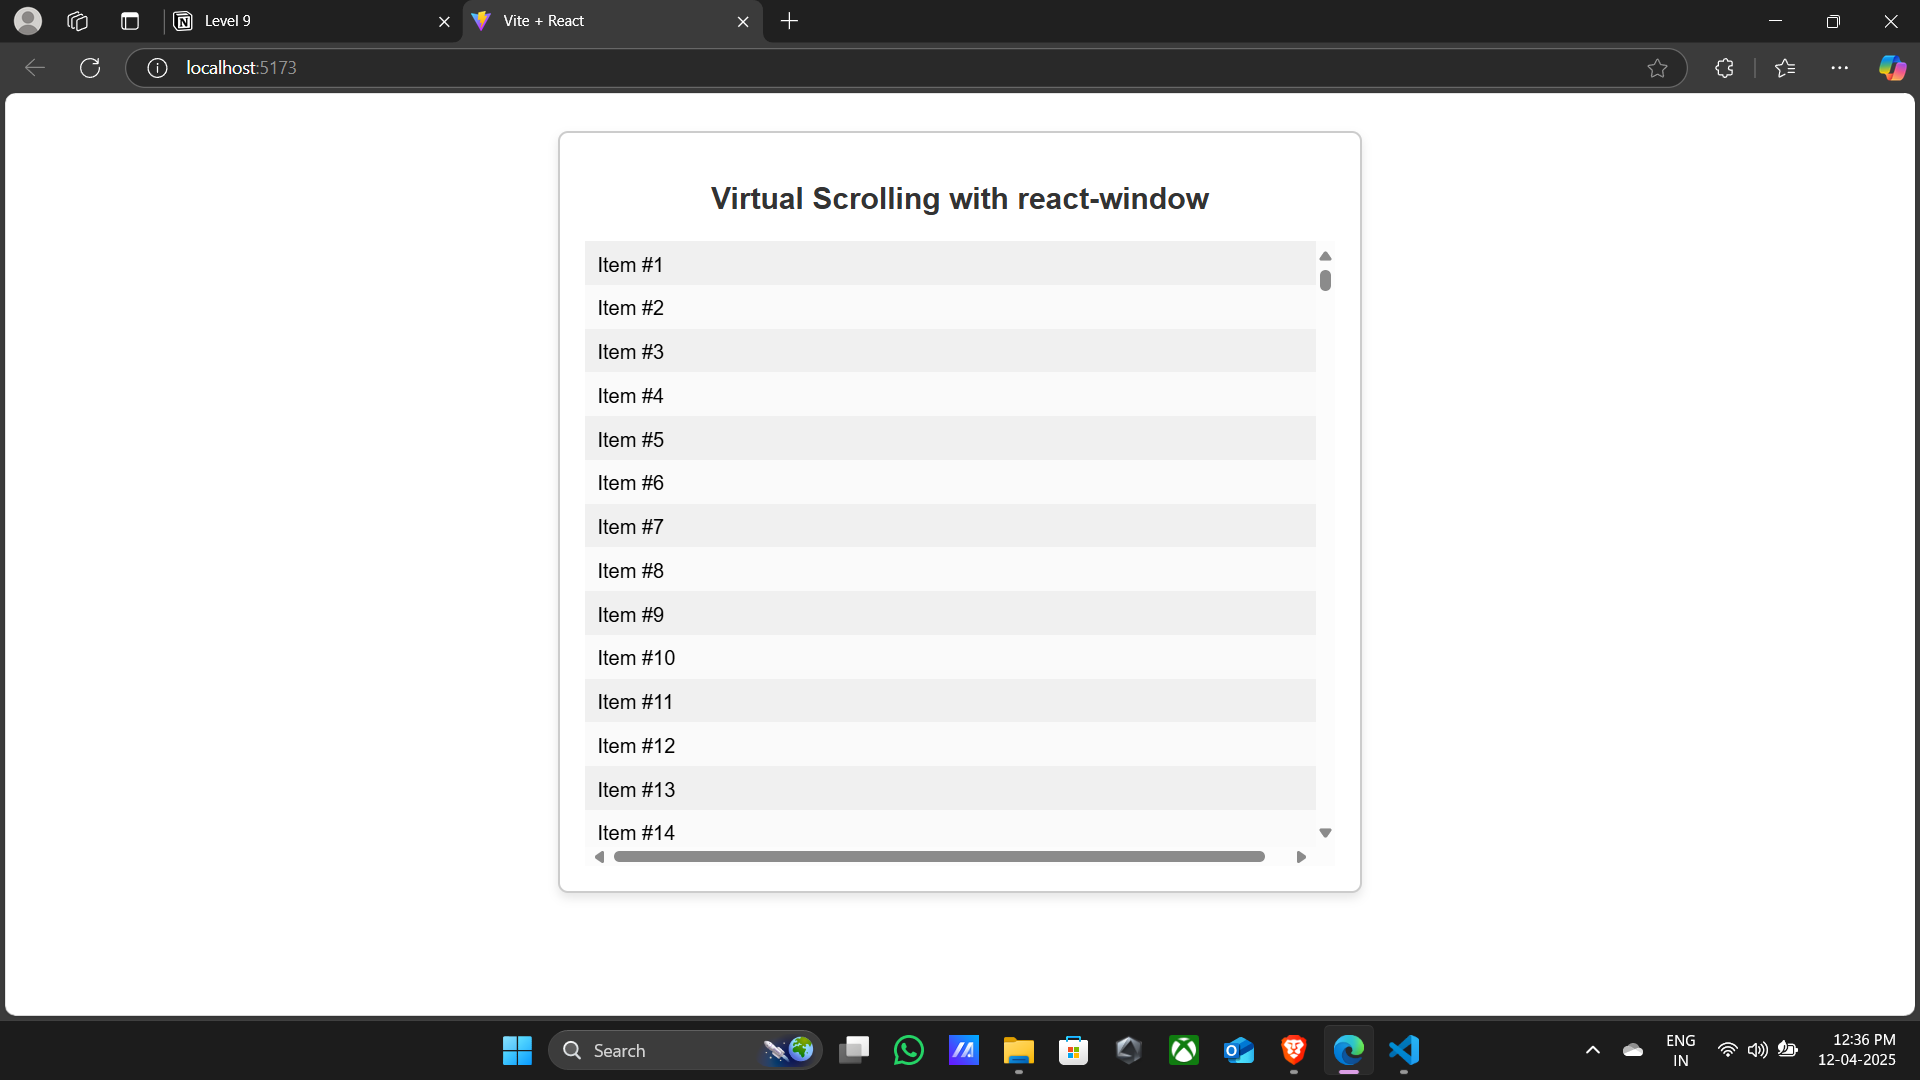 Level 9
Vite + React
localhost:5173
Virtual Scrolling with react-window
Item #1
Item #2
Item #3
Item #4
Item #5
Item #6
Item #7
Item #8
Item #9
Item #10
Item #11
Item #12
Item #13
Item #14
Search
ENG
IN
12:36 PM
12-04-2025